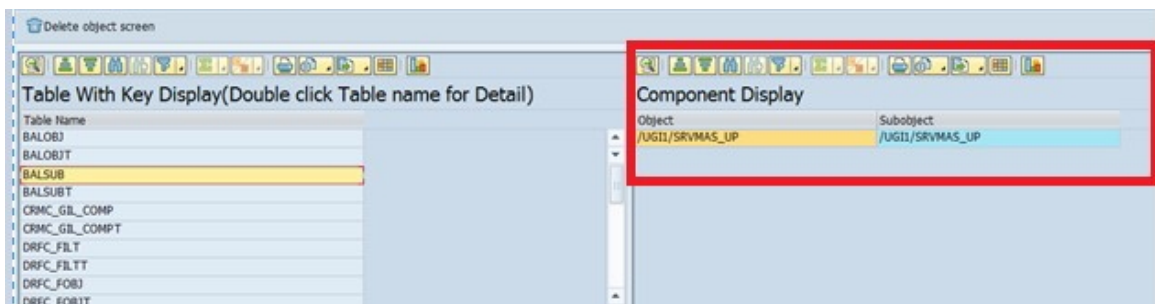 Delete object screen
Table With Key Display(Double click Table name for Detail)
Table Name
BALOBJ
BALOBJT
BALSUB
BALSUBT
CRMC_GIL_COMP
CRMC_GIL_COMPT
DRFC_FILT
DRFC_FILTT
DRFC_FOBJ
DRFC_FOBJT
Component Display
Object Subobject
/UGI1/SRVMAS_UP /UGI1/SRVMAS_UP